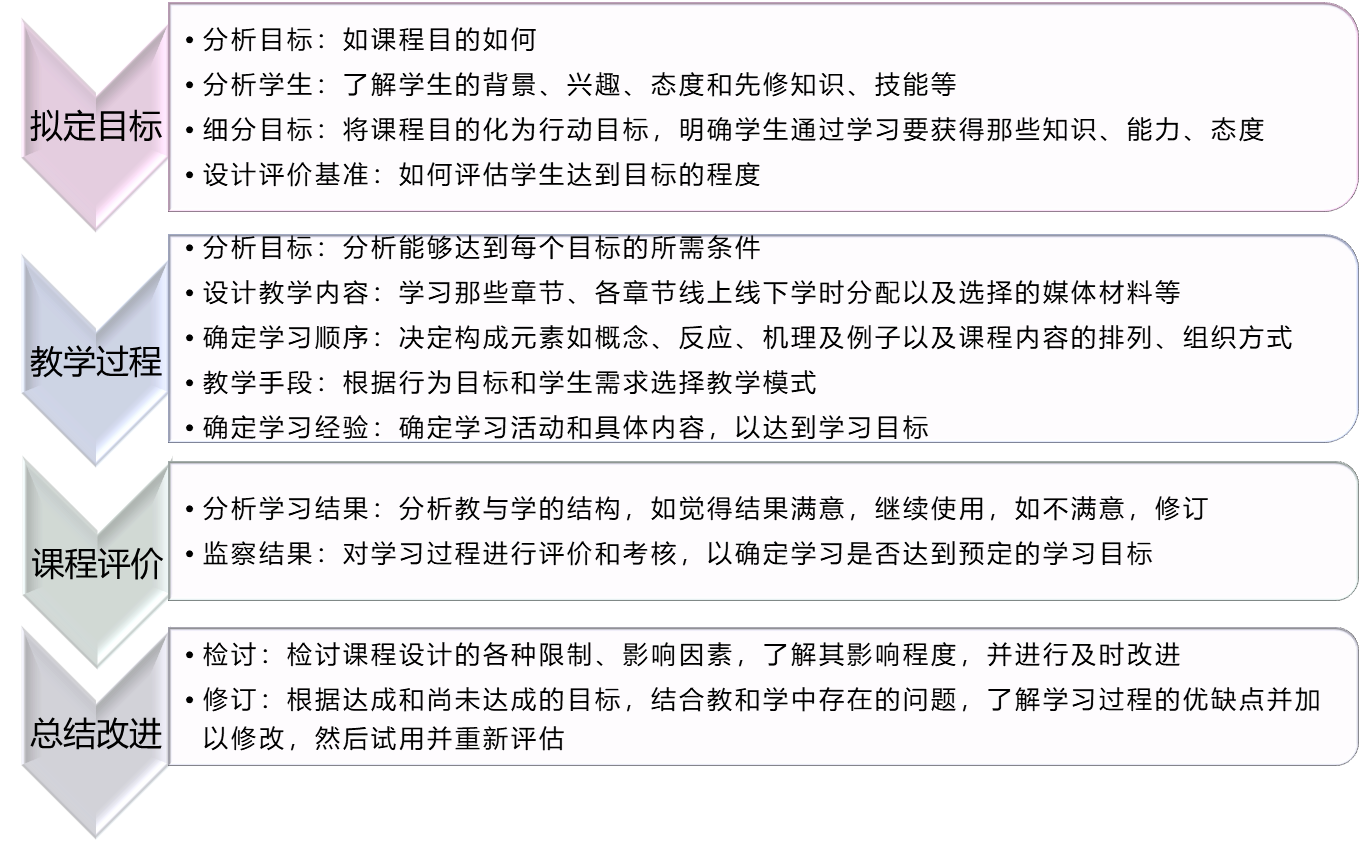 拟定目标
• 分析目标：如课程目的如何
• 分析学生：了解学生的背景、兴趣、态度和先修知识、技能等
• 细分目标：将课程目的化为行动目标，明确学生通过学习要获得那些知识、能力、态度
• 设计评价基准：如何评估学生达到目标的程度
教学过程
• 分析目标：分析能够达到每个目标的所需条件
• 设计教学内容：学习那些章节、各章节线上线下学时分配以及选择的媒体材料等
• 确定学习顺序：决定构成元素如概念、反应、机理及例子以及课程内容的排列、组织方式
• 教学手段：根据行为目标和学生需求选择教学模式
• 确定学习经验：确定学习活动和具体内容，以达到学习目标
课程评价
• 分析学习结果：分析教与学的结构，如觉得结果满意，继续使用，如不满意，修订
• 监察结果：对学习过程进行评价和考核，以确定学习是否达到预定的学习目标
总结改进
• 检讨：检讨课程设计的各种限制、影响因素，了解其影响程度，并进行及时改进
• 修订：根据达成和尚未达成的目标，结合教和学中存在的问题，了解学习过程的优缺点并加
以修改，然后试用并重新评估